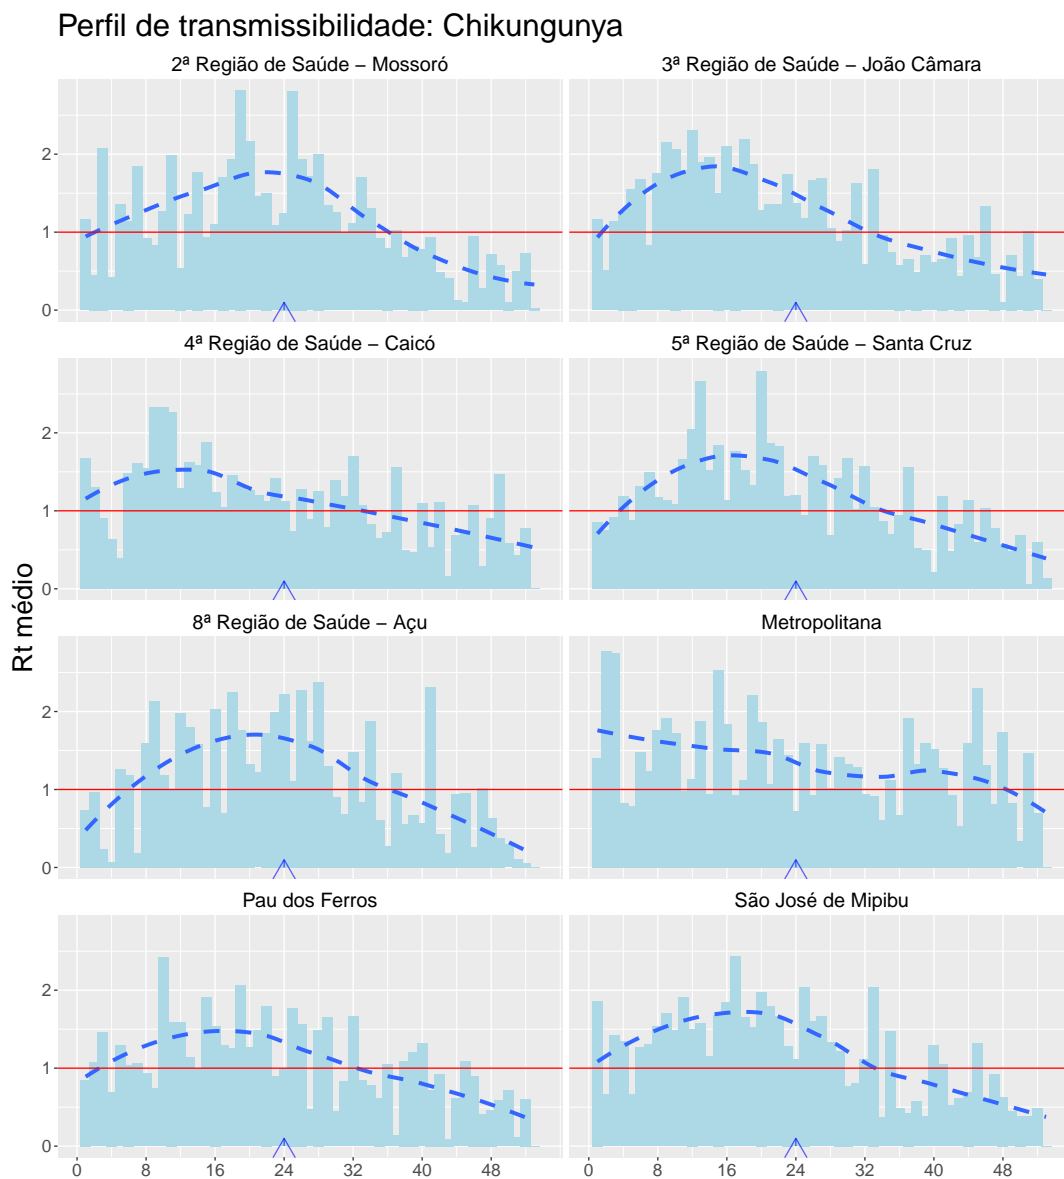 Perfil de transmissibilidade: Chikungunya
2ª Região de Saúde − Mossoró
3ª Região de Saúde − João Câmara
2
1
0
4ª Região de Saúde − Caicó
5ª Região de Saúde − Santa Cruz
2
1
0
Rt médio
8ª Região de Saúde − Açu
Metropolitana
2
1
0
Pau dos Ferros
São José de Mipibu
2
1
0
0 8 16 24 32 40 48
0 8 16 24 32 40 48